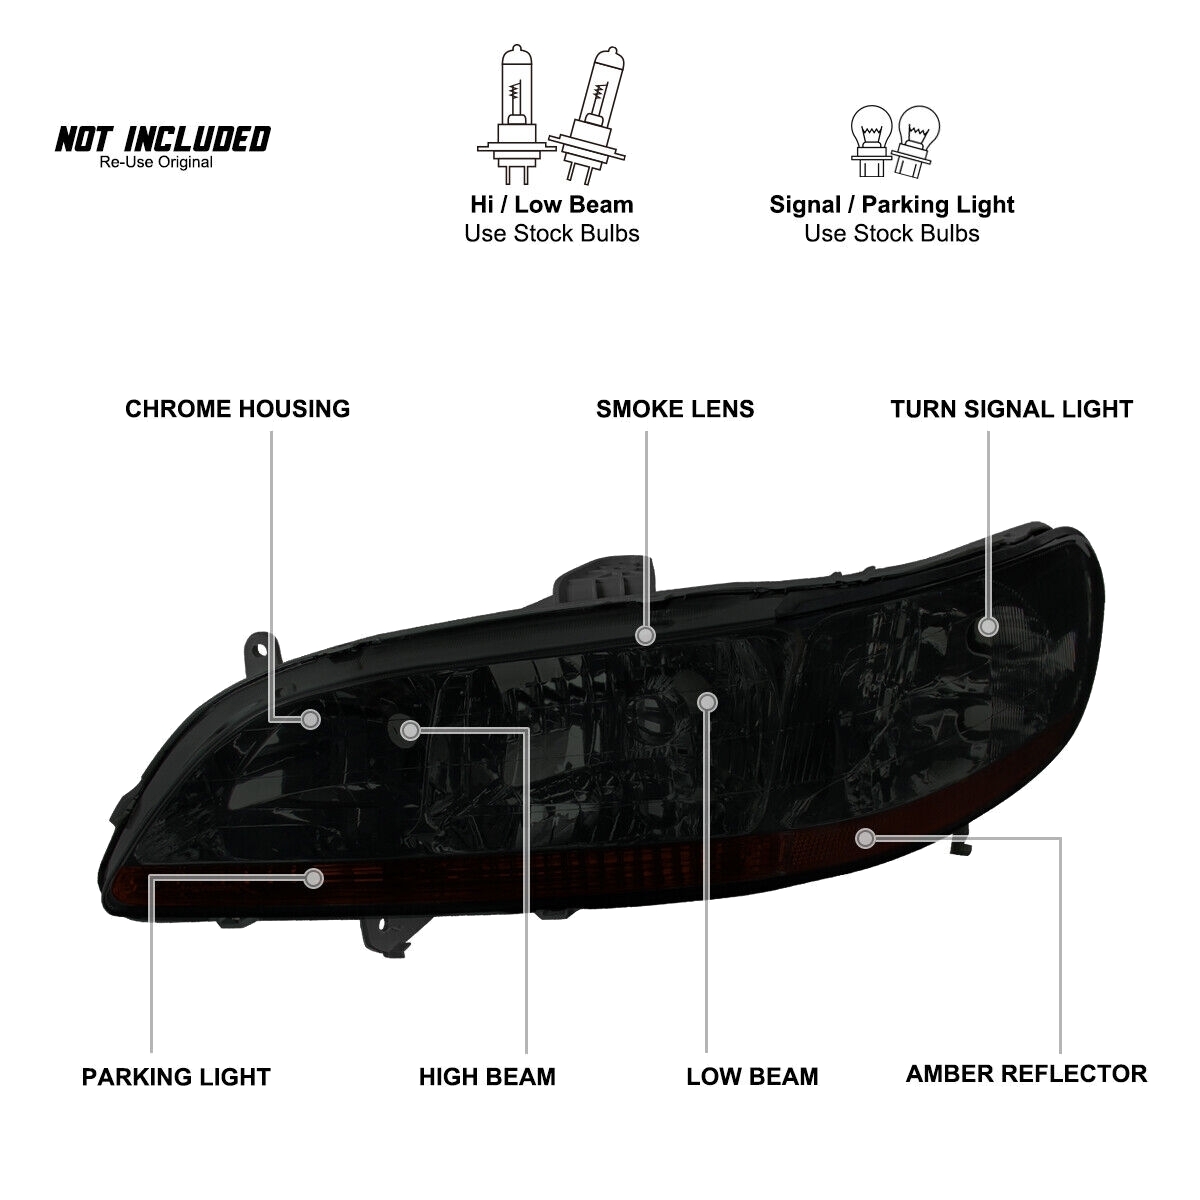 NOT INCLUDED
Re-Use Original
Hi / Low Beam
Use Stock Bulbs
Signal / Parking Light
Use Stock Bulbs
CHROME HOUSING
SMOKE LENS
TURN SIGNAL LIGHT
PARKING LIGHT
HIGH BEAM
LOW BEAM
AMBER REFLECTOR